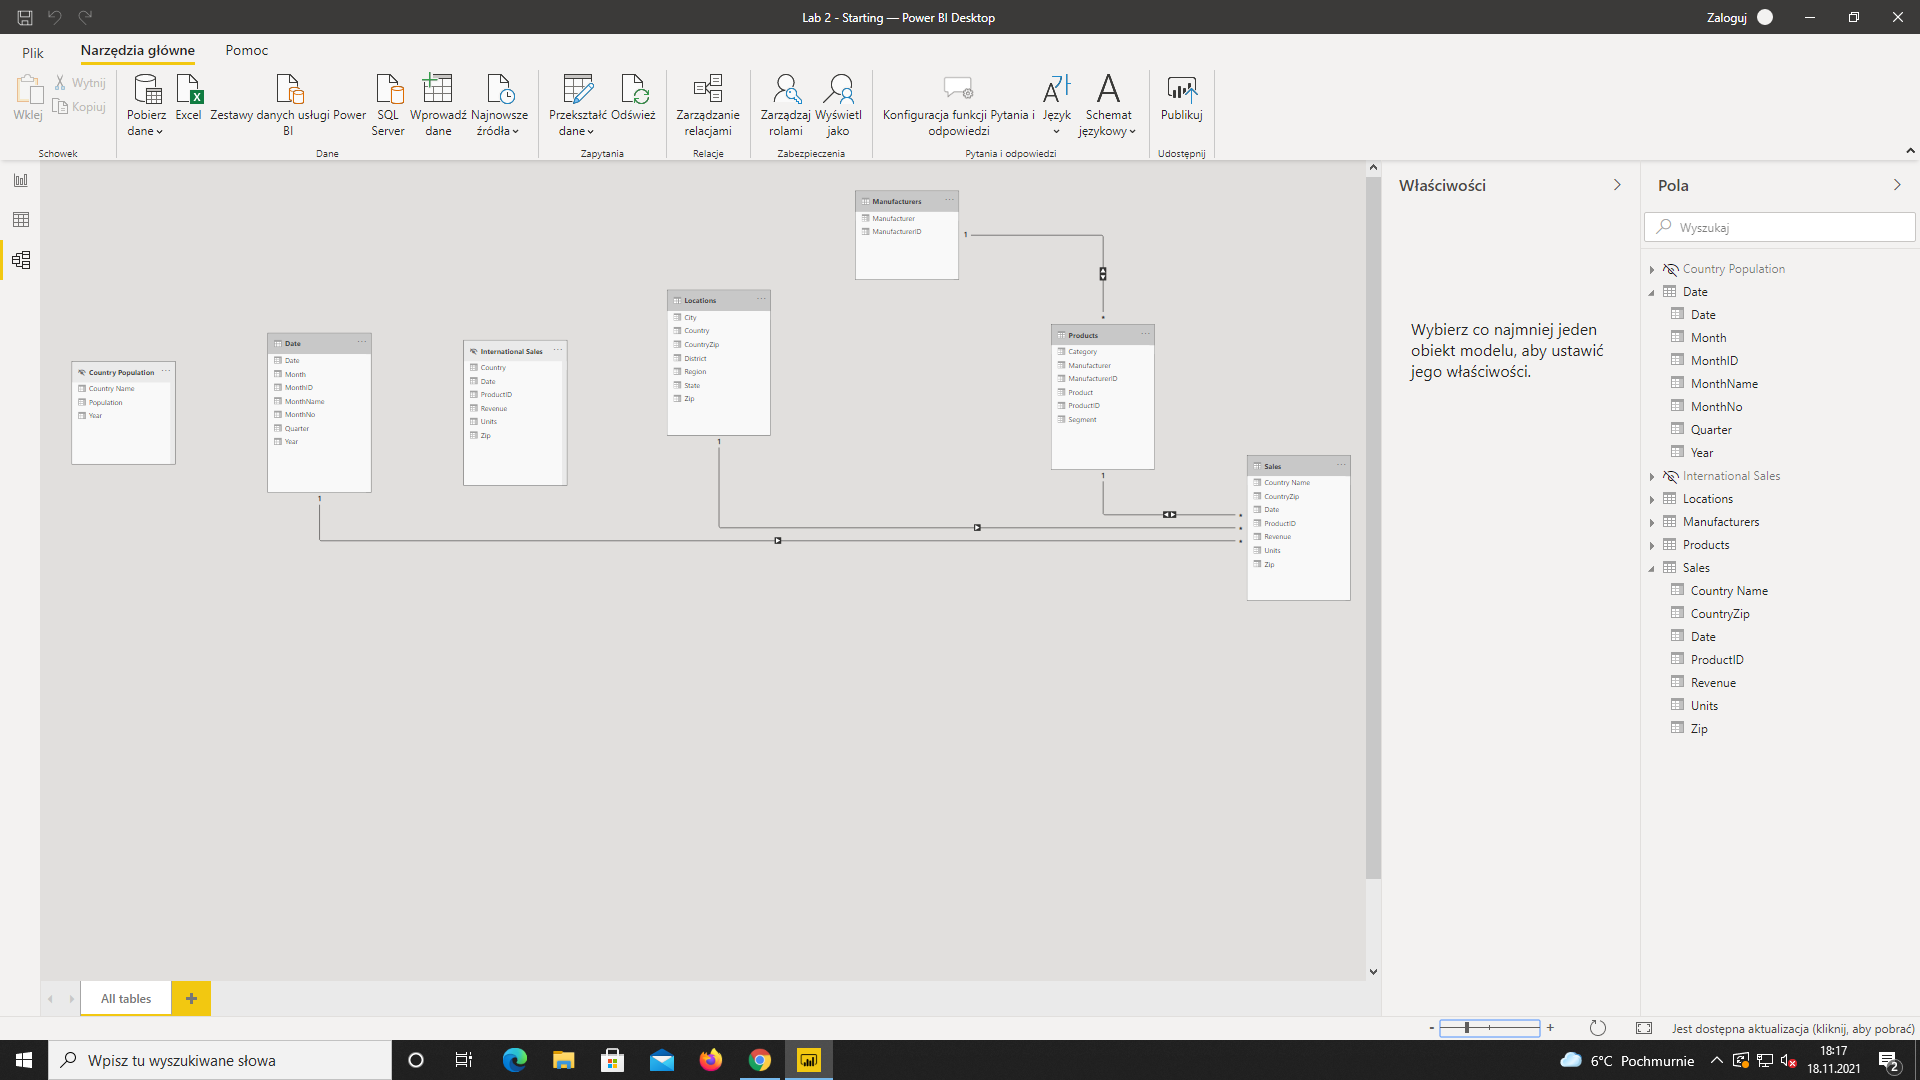 Lab 2 - Starting — Power BI Desktop
Zaloguj
Plik
Narzędzia główne
Pomoc
Wklej
Wytnij
Kopiuj
Schowek
Pobierz
dane
Excel
Zestawy danych usługi Power
BI
SQL
Server
Wprowadź
dane
Najnowsze
źródła
Dane
Przekształć
dane
Odśwież
Zapytania
Zarządzanie
relacjami
Relacje
Zarządzaj
rolami
Wyświetl
jako
Zabezpieczenia
Konfiguracja funkcji Pytania i
odpowiedzi
Język
Schemat
językowy
Pytania i odpowiedzi
Publikuj
Udostępnij
Country Population
Country Name
Population
Year
Date
Date
Month
MonthID
MonthName
MonthNo
Quarter
Year
1
International Sales
Country
Date
ProductID
Revenue
Units
Zip
Locations
City
Country
CountryZip
District
Region
State
Zip
1
Manufacturers
Manufacturer
ManufacturerID
1
*
Products
Category
Manufacturer
ManufacturerID
Product
ProductID
Segment
1
*
*
*
Sales
Country Name
CountryZip
Date
ProductID
Revenue
Units
Zip
All tables
Właściwości
Wybierz co najmniej jeden
obiekt modelu, aby ustawić
jego właściwości.
Pola
Wyszukaj
Country Population
Date
Date
Month
MonthID
MonthName
MonthNo
Quarter
Year
International Sales
Locations
Manufacturers
Products
Sales
Country Name
CountryZip
Date
ProductID
Revenue
Units
Zip
- +
Jest dostępna aktualizacja (kliknij, aby pobrać)
Wpisz tu wyszukiwane słowa
6°C Pochmurnie
18:17
18.11.2021
2